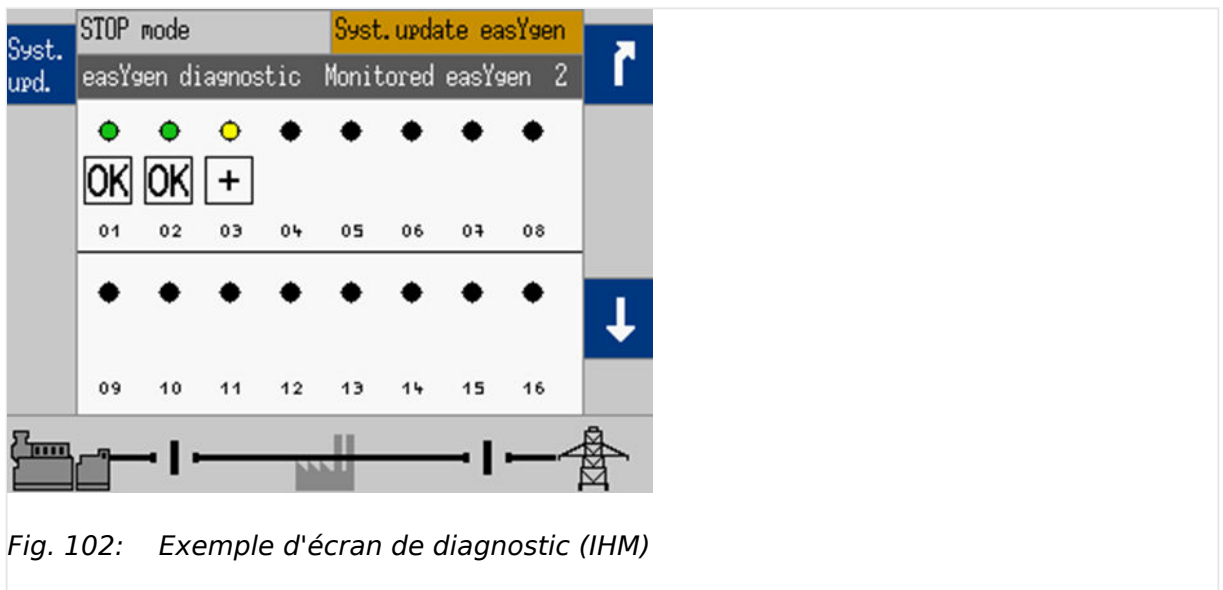 Syst.
upd.
STOP mode
Syst.update easYgen
easYgen diagnostic Monitored easYgen 2
OK OK +
01 02 03 04 05 06 07 08
09 10 11 12 13 14 15 16
Fig. 102: Exemple d'écran de diagnostic (IHM)